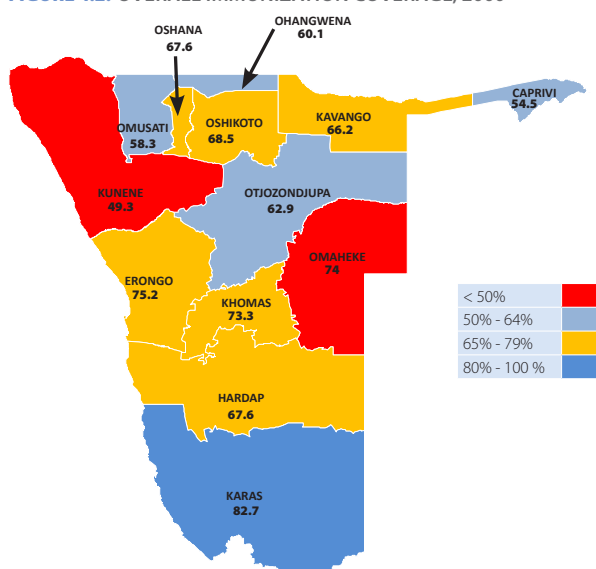 OSHANA
67.6
OHANGWENA
60.1
CAPRIVI
54.5
OMUSATI
58.3
OSHIKOTO
68.5
KAVANGO
66.2
KUNENE
49.3
OTJOZONDJUPA
62.9
OMAHEKE
74
ERONGO
75.2
KHOMAS
73.3
< 50%
50% - 64%
65% - 79%
80% - 100 %
HARDAP
67.6
KARAS
82.7